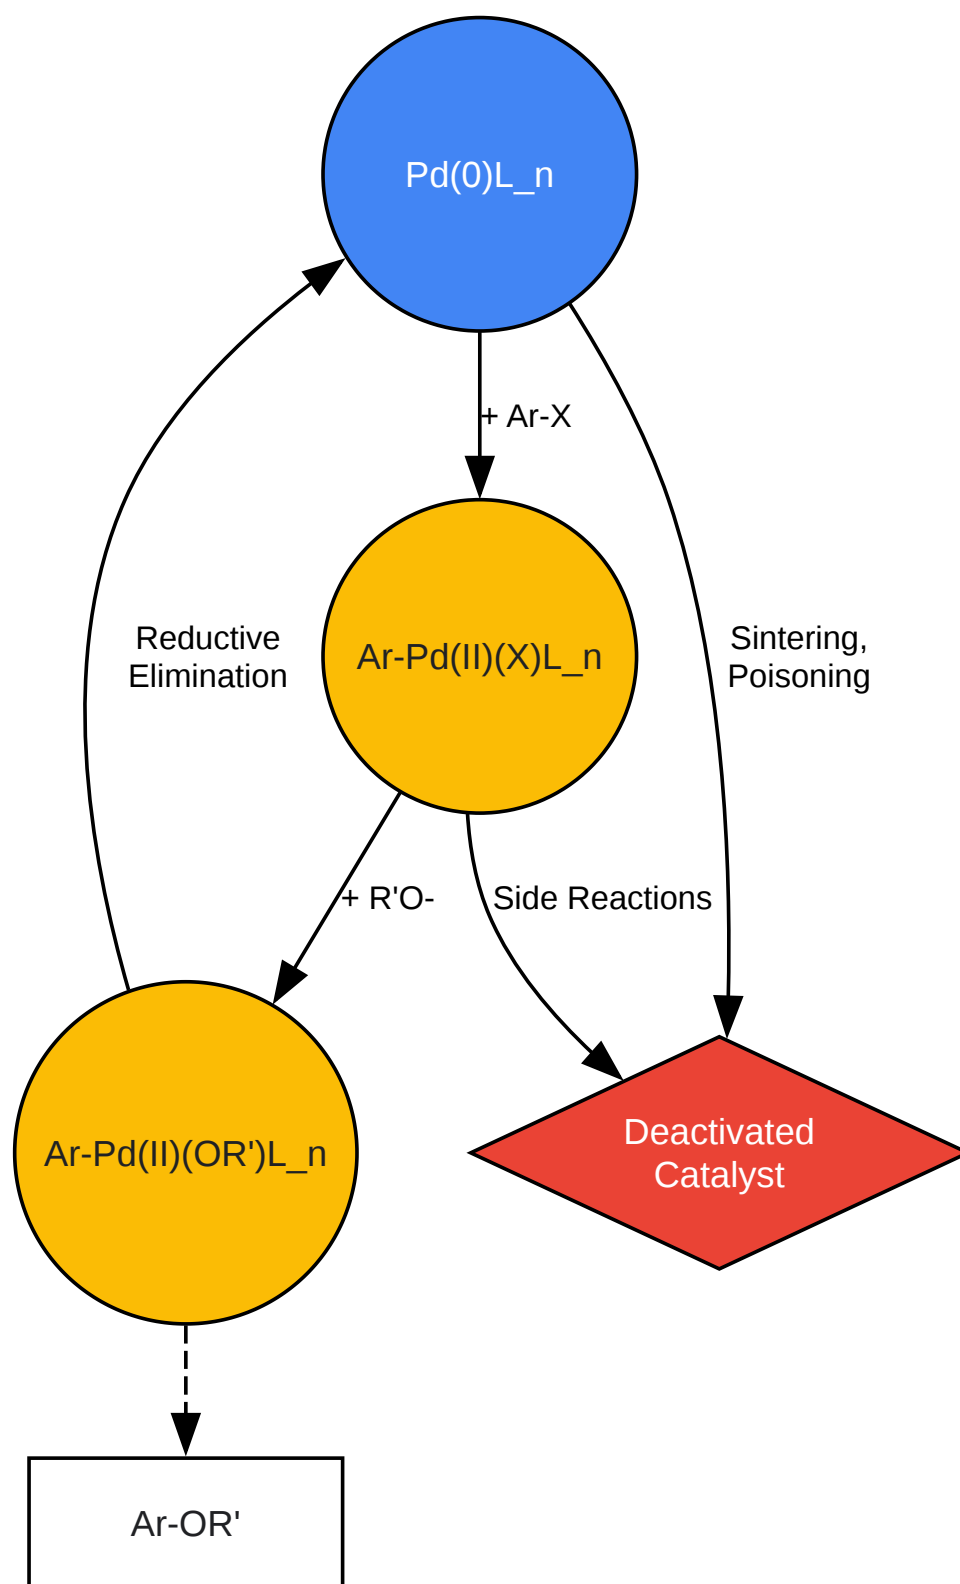 Pd(0)L_n
+ Ar-X
Reductive
Elimination
Ar-Pd(II)(X)L_n
Sintering,
Poisoning
+ R'O-
Side Reactions
Ar-Pd(II)(OR')L_n
Deactivated
Catalyst
Ar-OR'